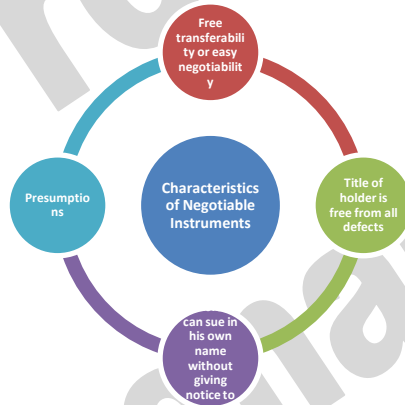 Free
transferabili
ty or easy
negotiabilit
y
Characteristics
of Negotiable
Instruments
Title of
holder is
free from all
defects
can sue in
his own
name
without
giving
notice to
Presumptio
ns